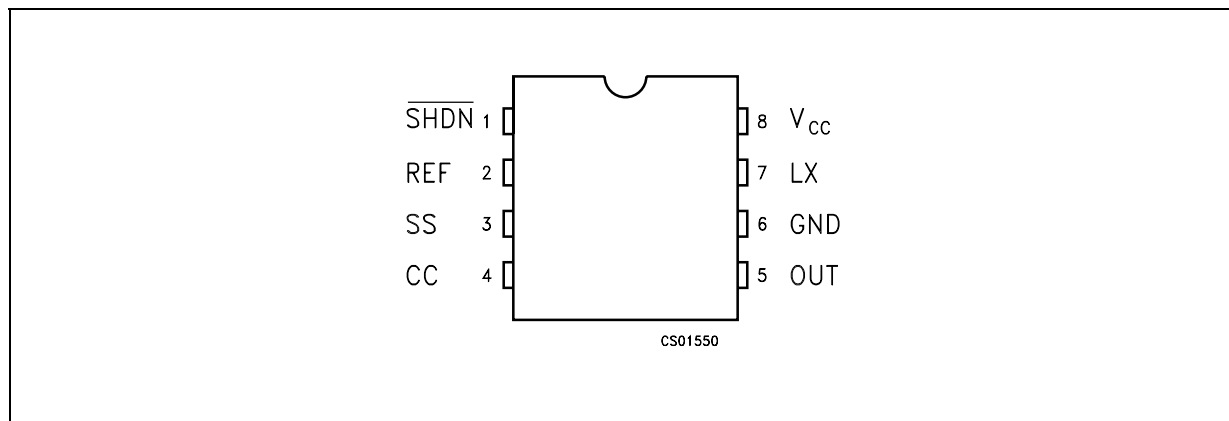 SHDN 1 8 VCC
REF 2 7 LX
SS 3 6 GND
CC 4 5 OUT
CS01550